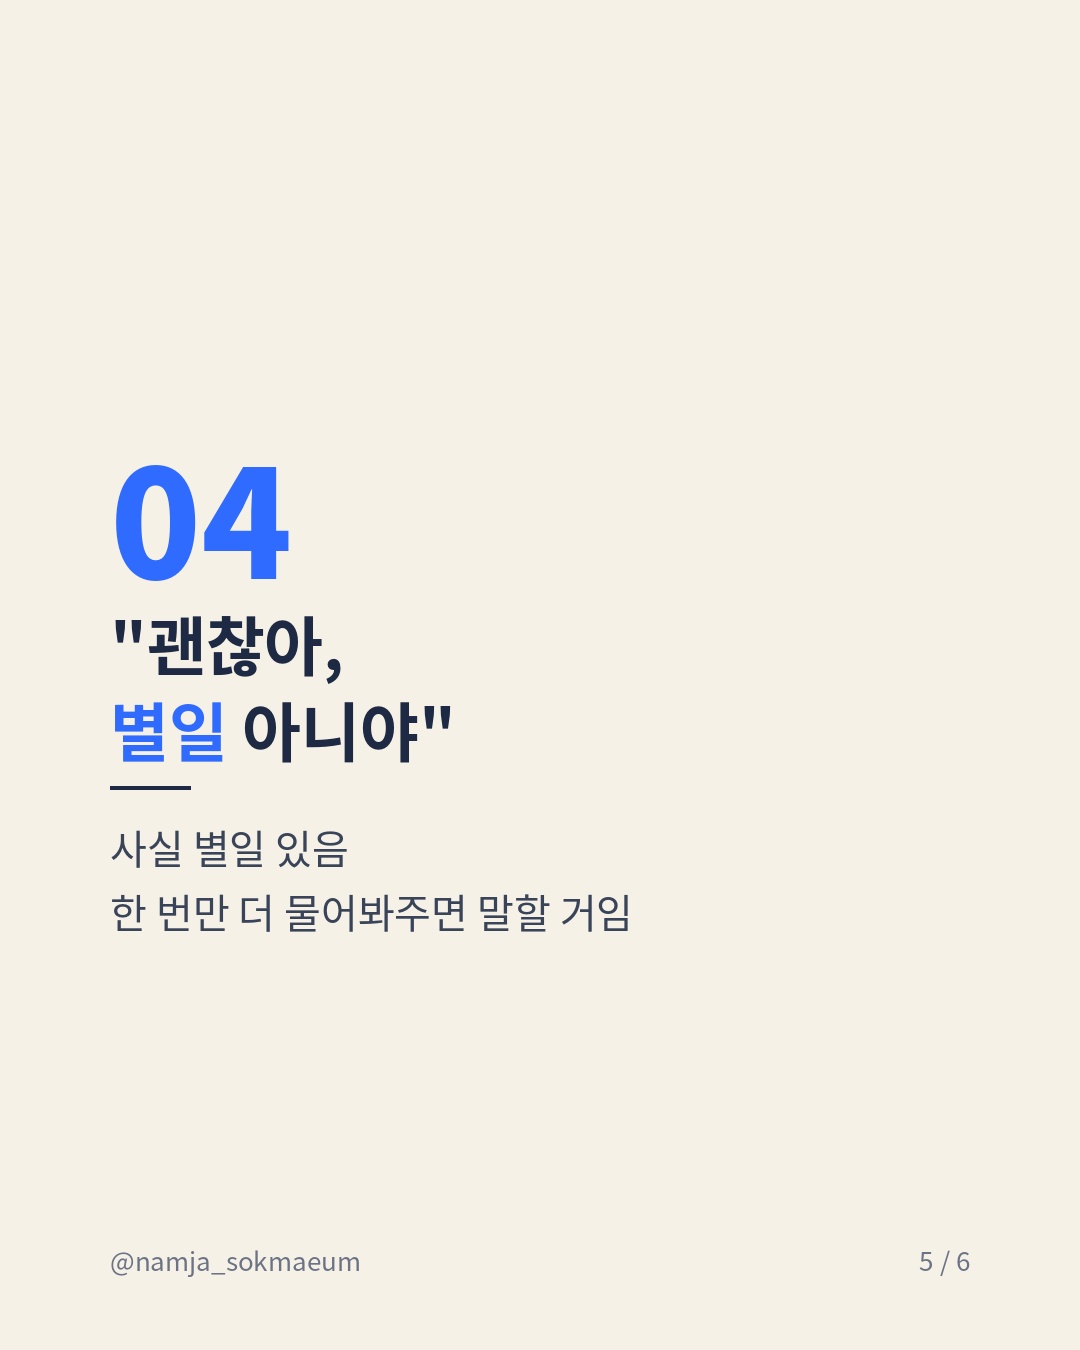 04
"괜찮아,
별일 아니야"
사실 별일 있음
한 번만 더 물어봐주면 말할 거임
@namja_sokmaeum
5 / 6